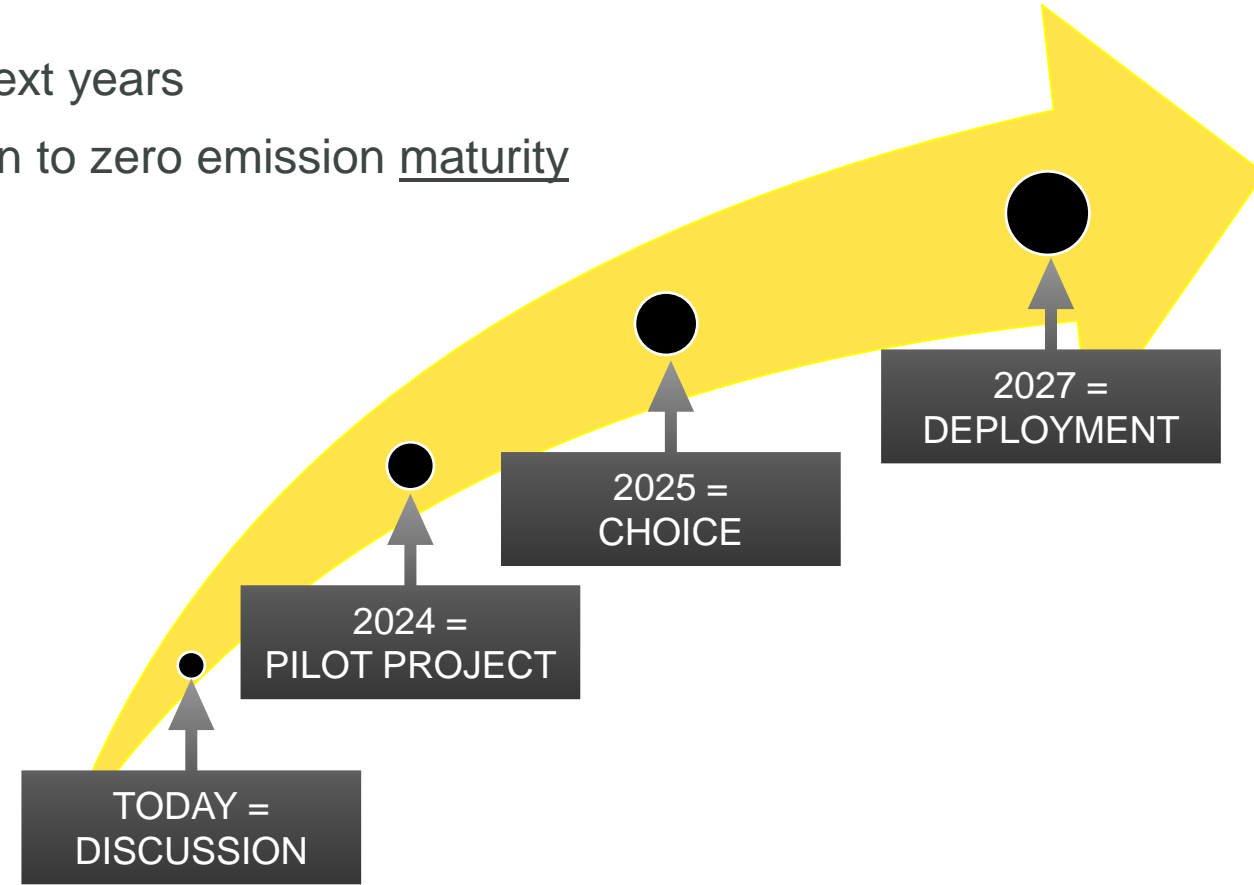 ext years
n to zero emission maturity
2027 =
DEPLOYMENT
2025 =
CHOICE
2024 =
PILOT PROJECT
TODAY =
DISCUSSION